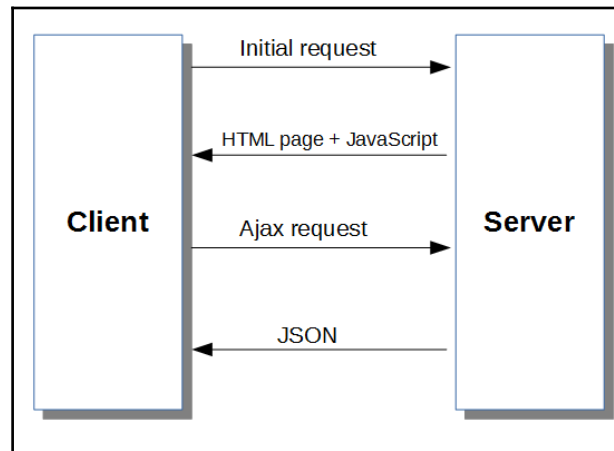 Initial request
HTML page + JavaScript
Client
Server
Ajax request
JSON